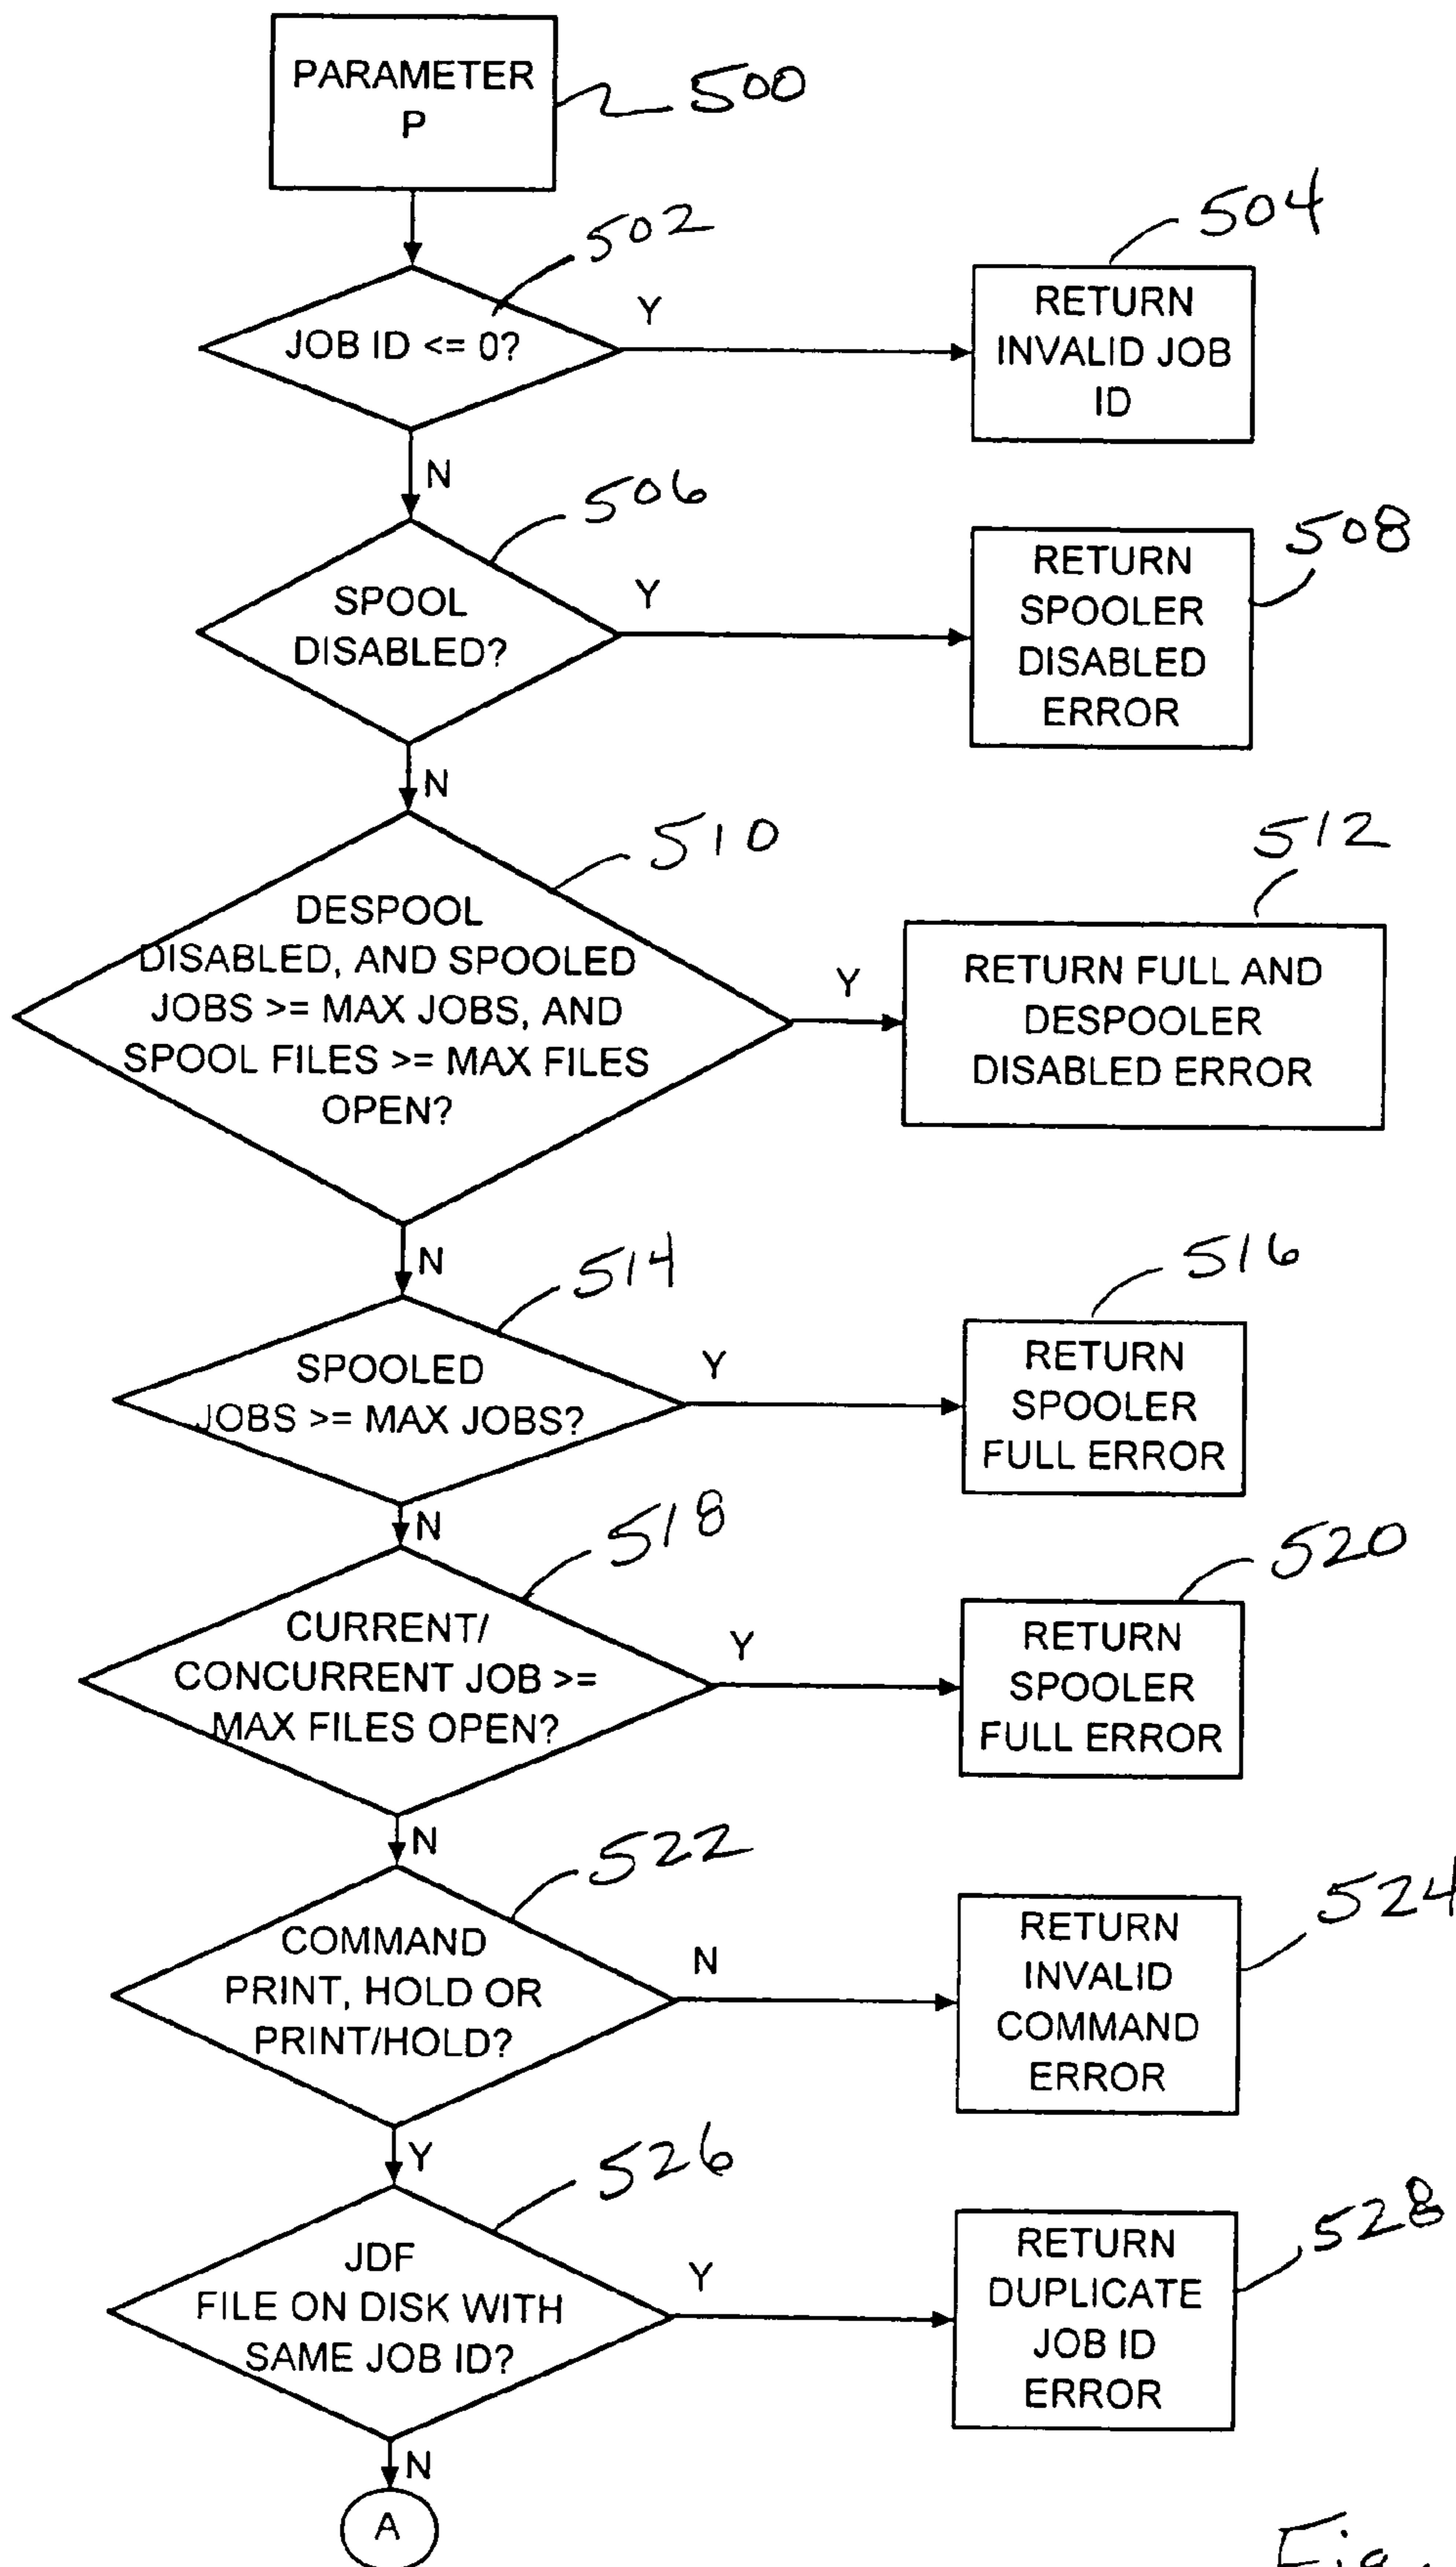 PARAMETER
P
500
502
JOB ID <= 0?
Y
504
RETURN
INVALID JOB
ID
N
506
SPOOL
DISABLED?
Y
508
RETURN
SPOOLER
DISABLED
ERROR
N
510
DESPOOL
DISABLED, AND SPOOLED
JOBS >= MAX JOBS, AND
SPOOL FILES >= MAX FILES
OPEN?
Y
512
RETURN FULL AND
DESPOOLER
DISABLED ERROR
N
514
SPOOLED
JOBS >= MAX JOBS?
Y
516
RETURN
SPOOLER
FULL ERROR
N
518
CURRENT/
CONCURRENT JOB >=
MAX FILES OPEN?
Y
520
RETURN
SPOOLER
FULL ERROR
N
522
COMMAND
PRINT, HOLD OR
PRINT/HOLD?
N
524
RETURN
INVALID
COMMAND
ERROR
Y
526
JDF
FILE ON DISK WITH
SAME JOB ID?
Y
528
RETURN
DUPLICATE
JOB ID
ERROR
N
A
Fig.